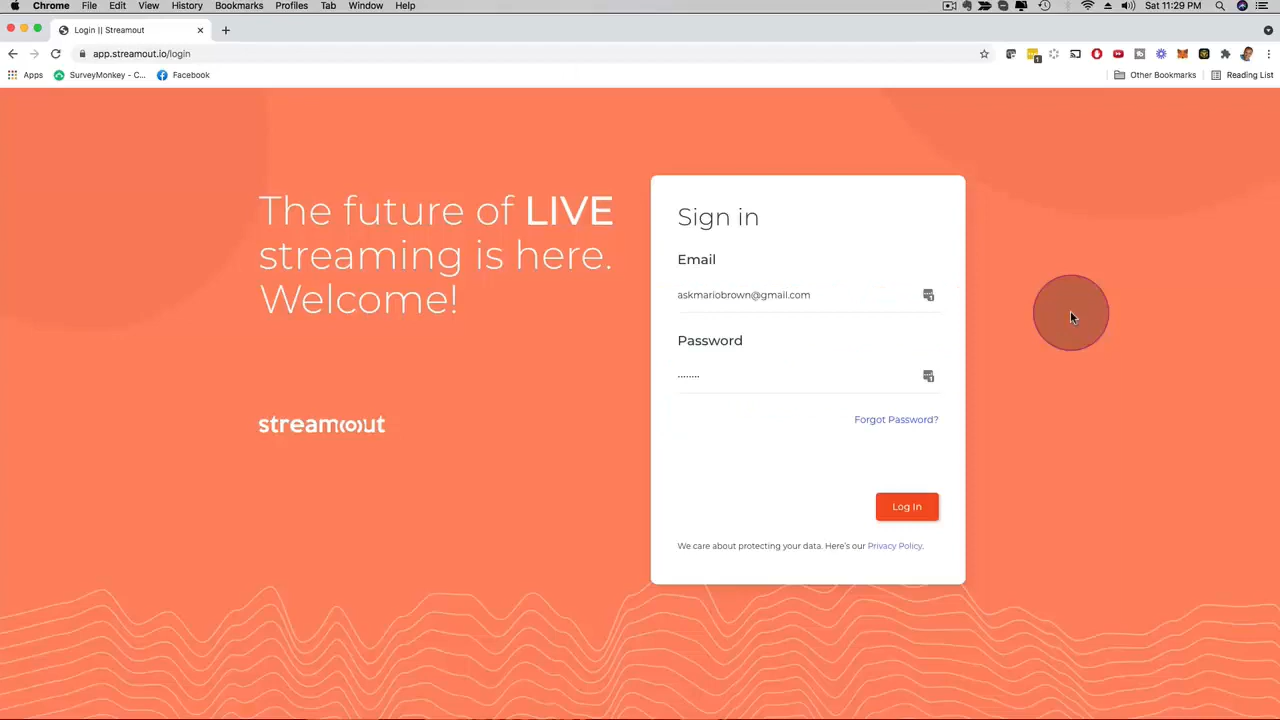 Chrome File Edit View History Bookmarks Profiles Tab Window Help Sat 11:29 PM
Login || Streamout
app.streamout.io/login
Apps SurveyMonkey - C... Facebook Other Bookmarks Reading List
The future of LIVE
streaming is here.
Welcome!
streamout
Sign in
Email
askmariobrown@gmail.com
Password
........
Forgot Password?
Log In
We care about protecting your data. Here's our Privacy Policy.